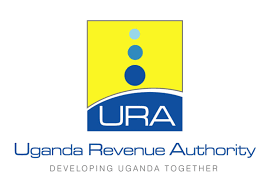 URA
Uganda Revenue Authority
DEVELOPING UGANDA TOGETHER